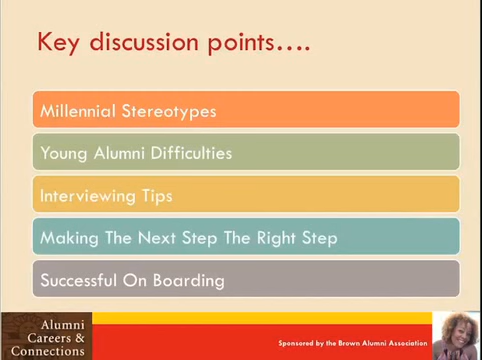 Key discussion points....
Millennial Stereotypes
Young Alumni Difficulties
Interviewing Tips
Making The Next Step The Right Step
Successful On Boarding
Alumni
Careers &
Connections
Sponsored by the Brown Alumni Association